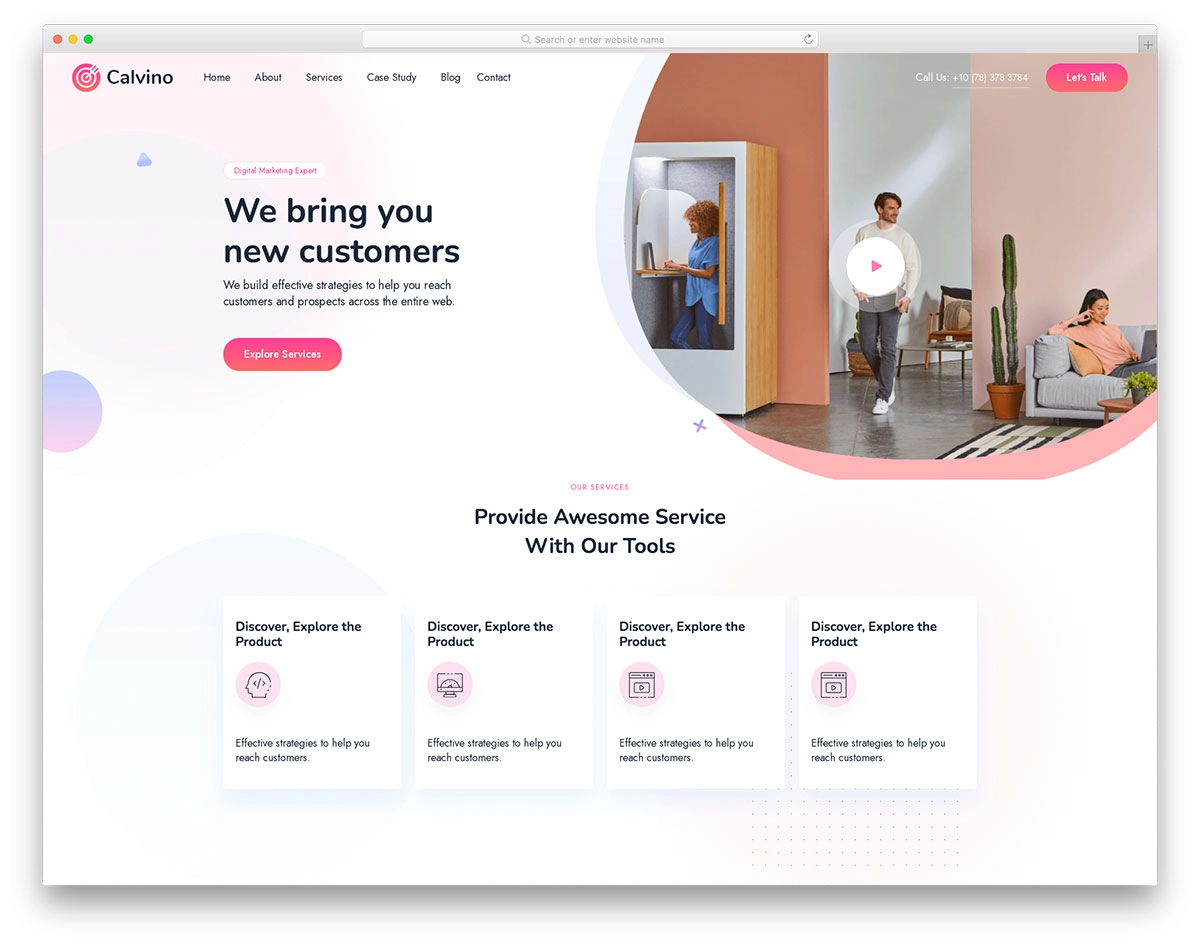 Search or enter website name
Calvino
Home About Services Case Study Blog Contact
Call Us: +10 (78) 378 3784
Let's Talk
Digital Marketing Expert
We bring you
new customers
We build effective strategies to help you reach
customers and prospects across the entire web.
Explore Services
OUR SERVICES
Provide Awesome Service
With Our Tools
Discover, Explore the
Product
Effective strategies to help you
reach customers.
Discover, Explore the
Product
Effective strategies to help you
reach customers.
Discover, Explore the
Product
Effective strategies to help you
reach customers.
Discover, Explore the
Product
Effective strategies to help you
reach customers.